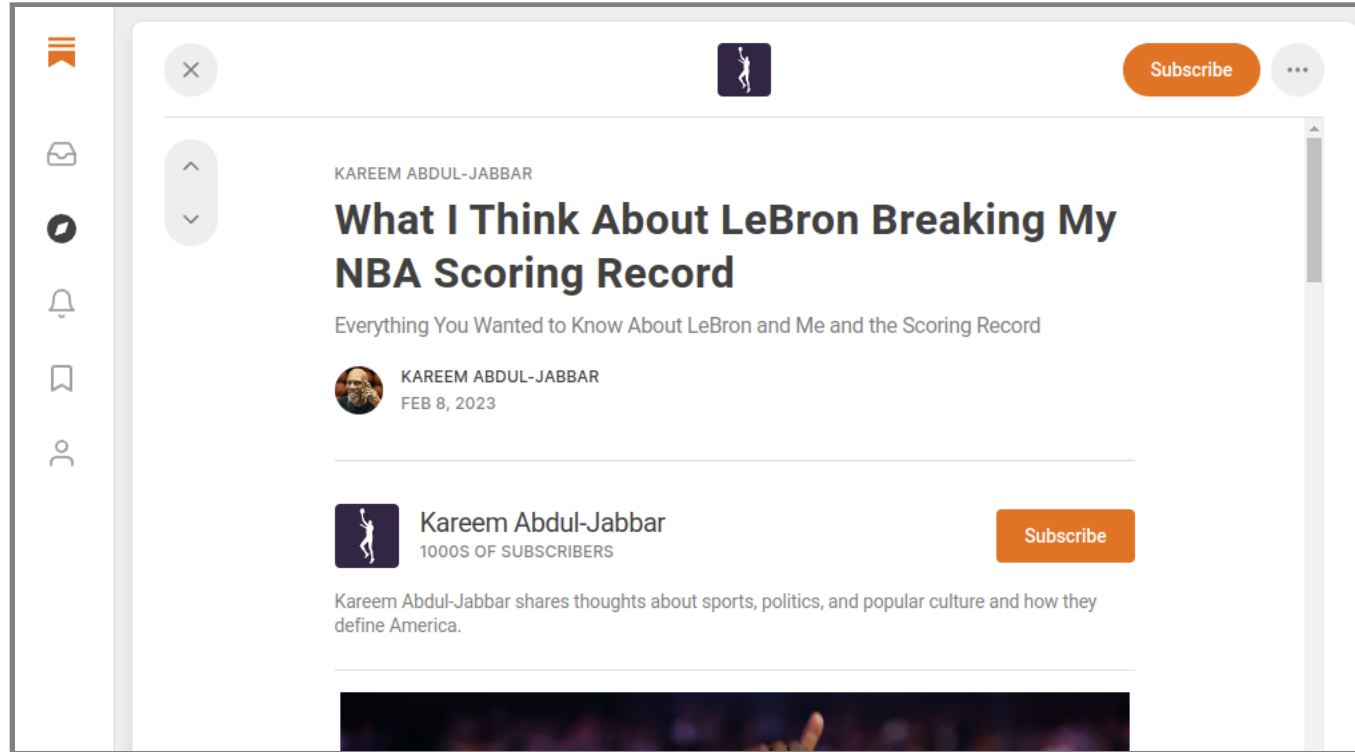 Subscribe
KAREEM ABDUL-JABBAR
What I Think About LeBron Breaking My
NBA Scoring Record
Everything You Wanted to Know About LeBron and Me and the Scoring Record
KAREEM ABDUL-JABBAR
FEB 8, 2023
Kareem Abdul-Jabbar
1000S OF SUBSCRIBERS
Subscribe
Kareem Abdul-Jabbar shares thoughts about sports, politics, and popular culture and how they
define America.